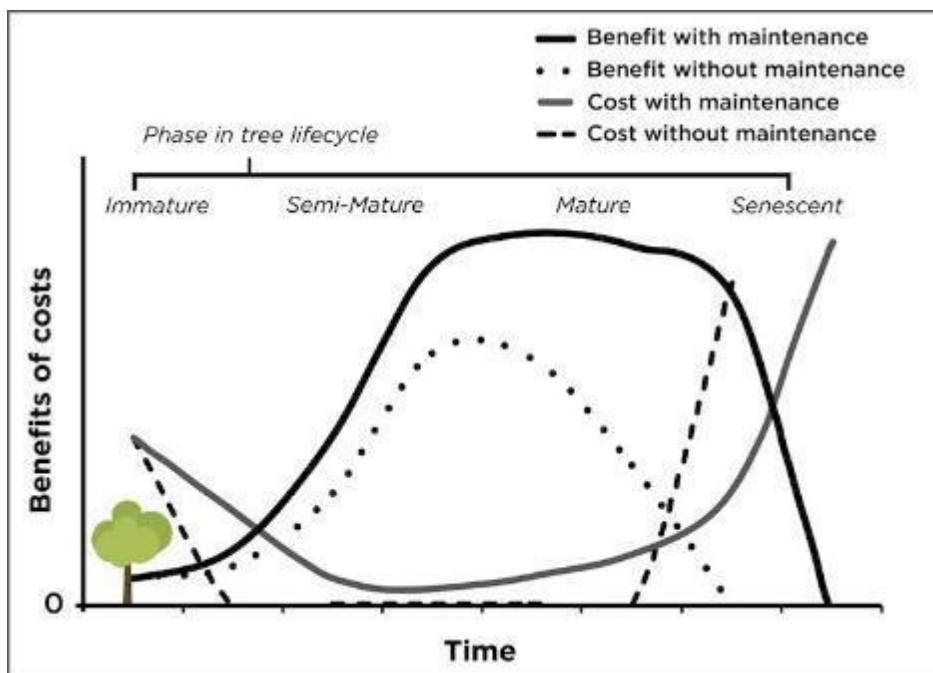 Benefit with maintenance
Benefit without maintenance
Cost with maintenance
Cost without maintenance
Phase in tree lifecycle
Immature
Semi-Mature
Mature
Senescent
Benefits of costs
0
Time